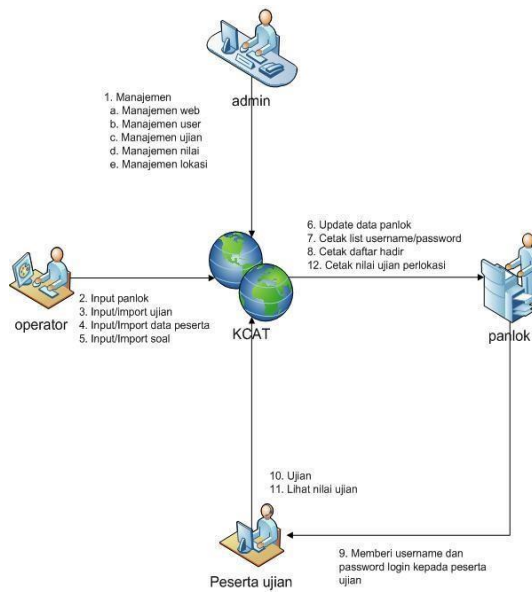 admin
1. Manajemen
a. Manajemen web
b. Manajemen user
c. Manajemen ujian
d. Manajemen nilai
e. Manajemen lokasi
6. Update data panlok
7. Cetak list username/password
8. Cetak daftar hadir
12. Cetak nilai ujian perlokasi
operator
2. Input panlok
3. Input/import ujian
4. Input/Import data peserta
5. Input/Import soal
KCAT
panlok
10. Ujian
11. Lihat nilai ujian
Peserta ujian
9. Memberi username dan
password login kepada peserta
ujian